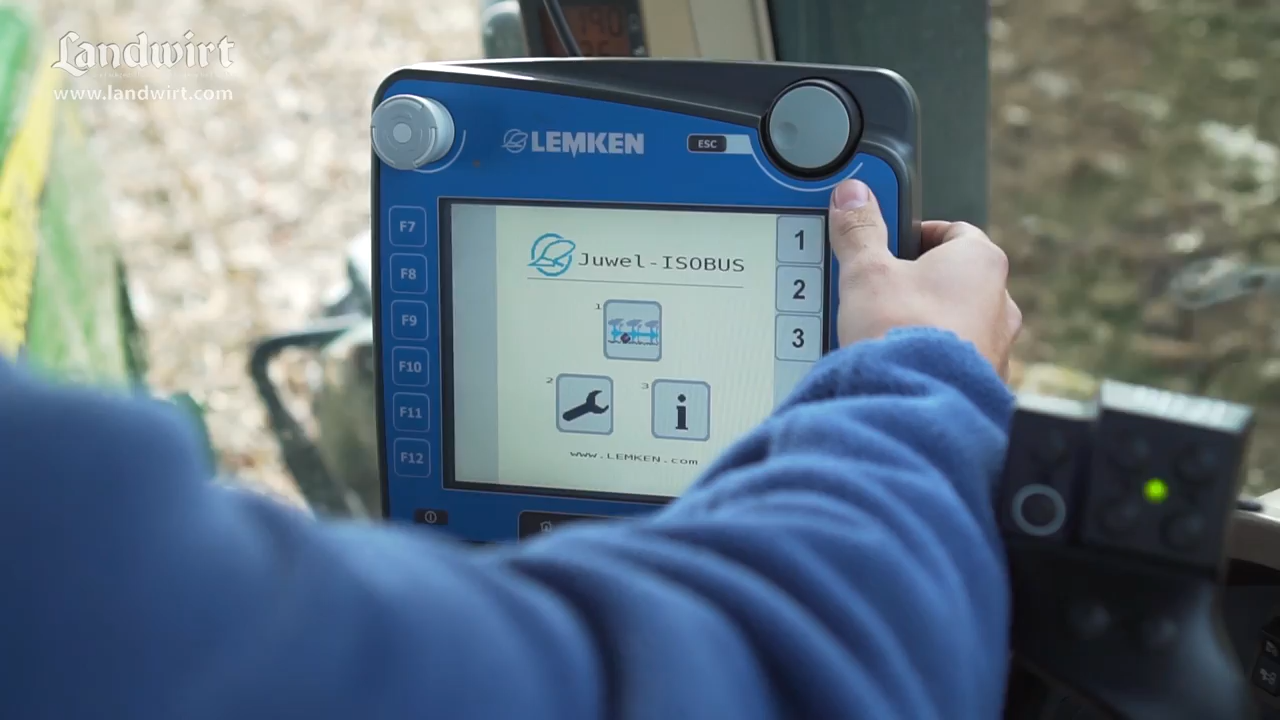 Landwirt
www.landwirt.com
LEMKEN
ESC
F7
F8
F9
F10
F11
F12
Juwel-ISOBUS
1
2
3
www.LEMKEN.com
1
2
3